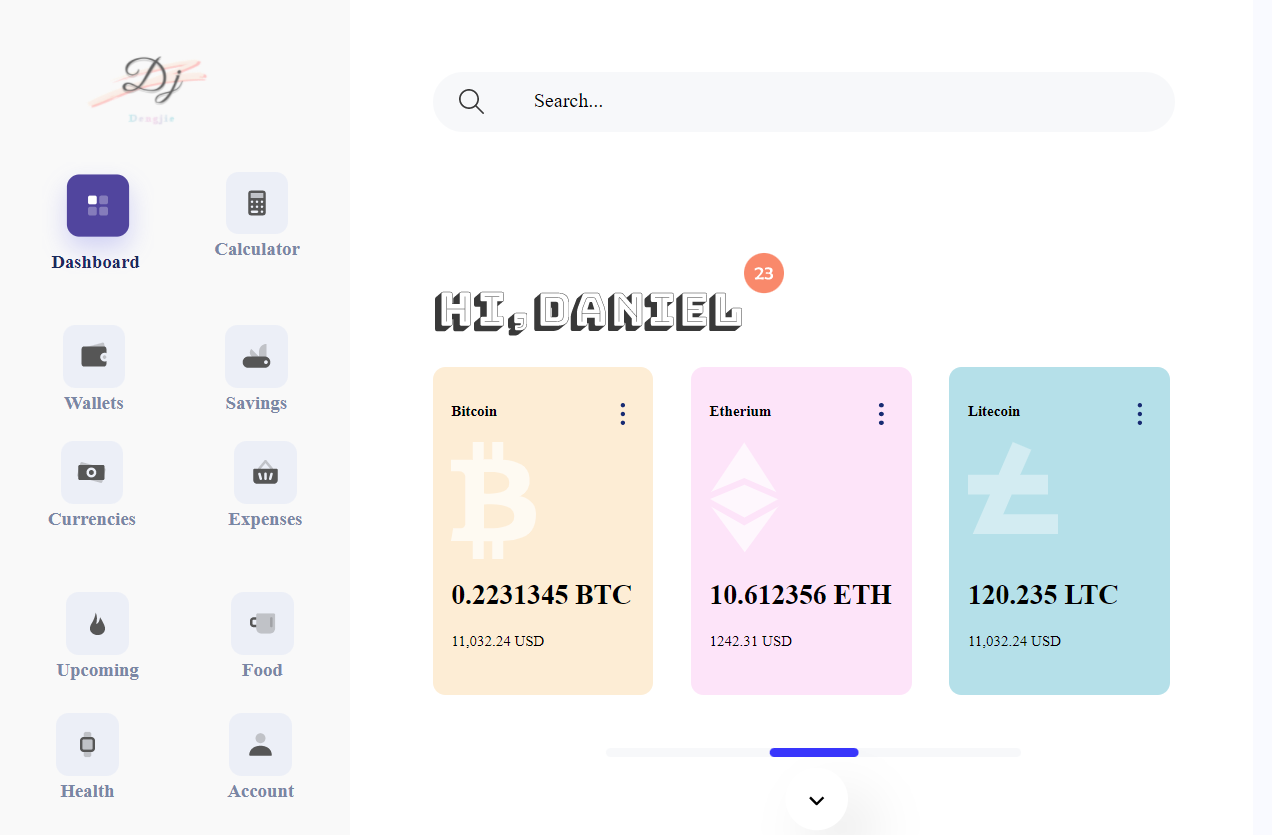 Dj
Dengjie
Search...
Dashboard
Calculator
23
HI,DANIEL
Wallets
Savings
Bitcoin
Etherium
Litecoin
Currencies
Expenses
0.2231345 BTC
10.612356 ETH
120.235 LTC
11,032.24 USD
1242.31 USD
11,032.24 USD
Upcoming
Food
Health
Account